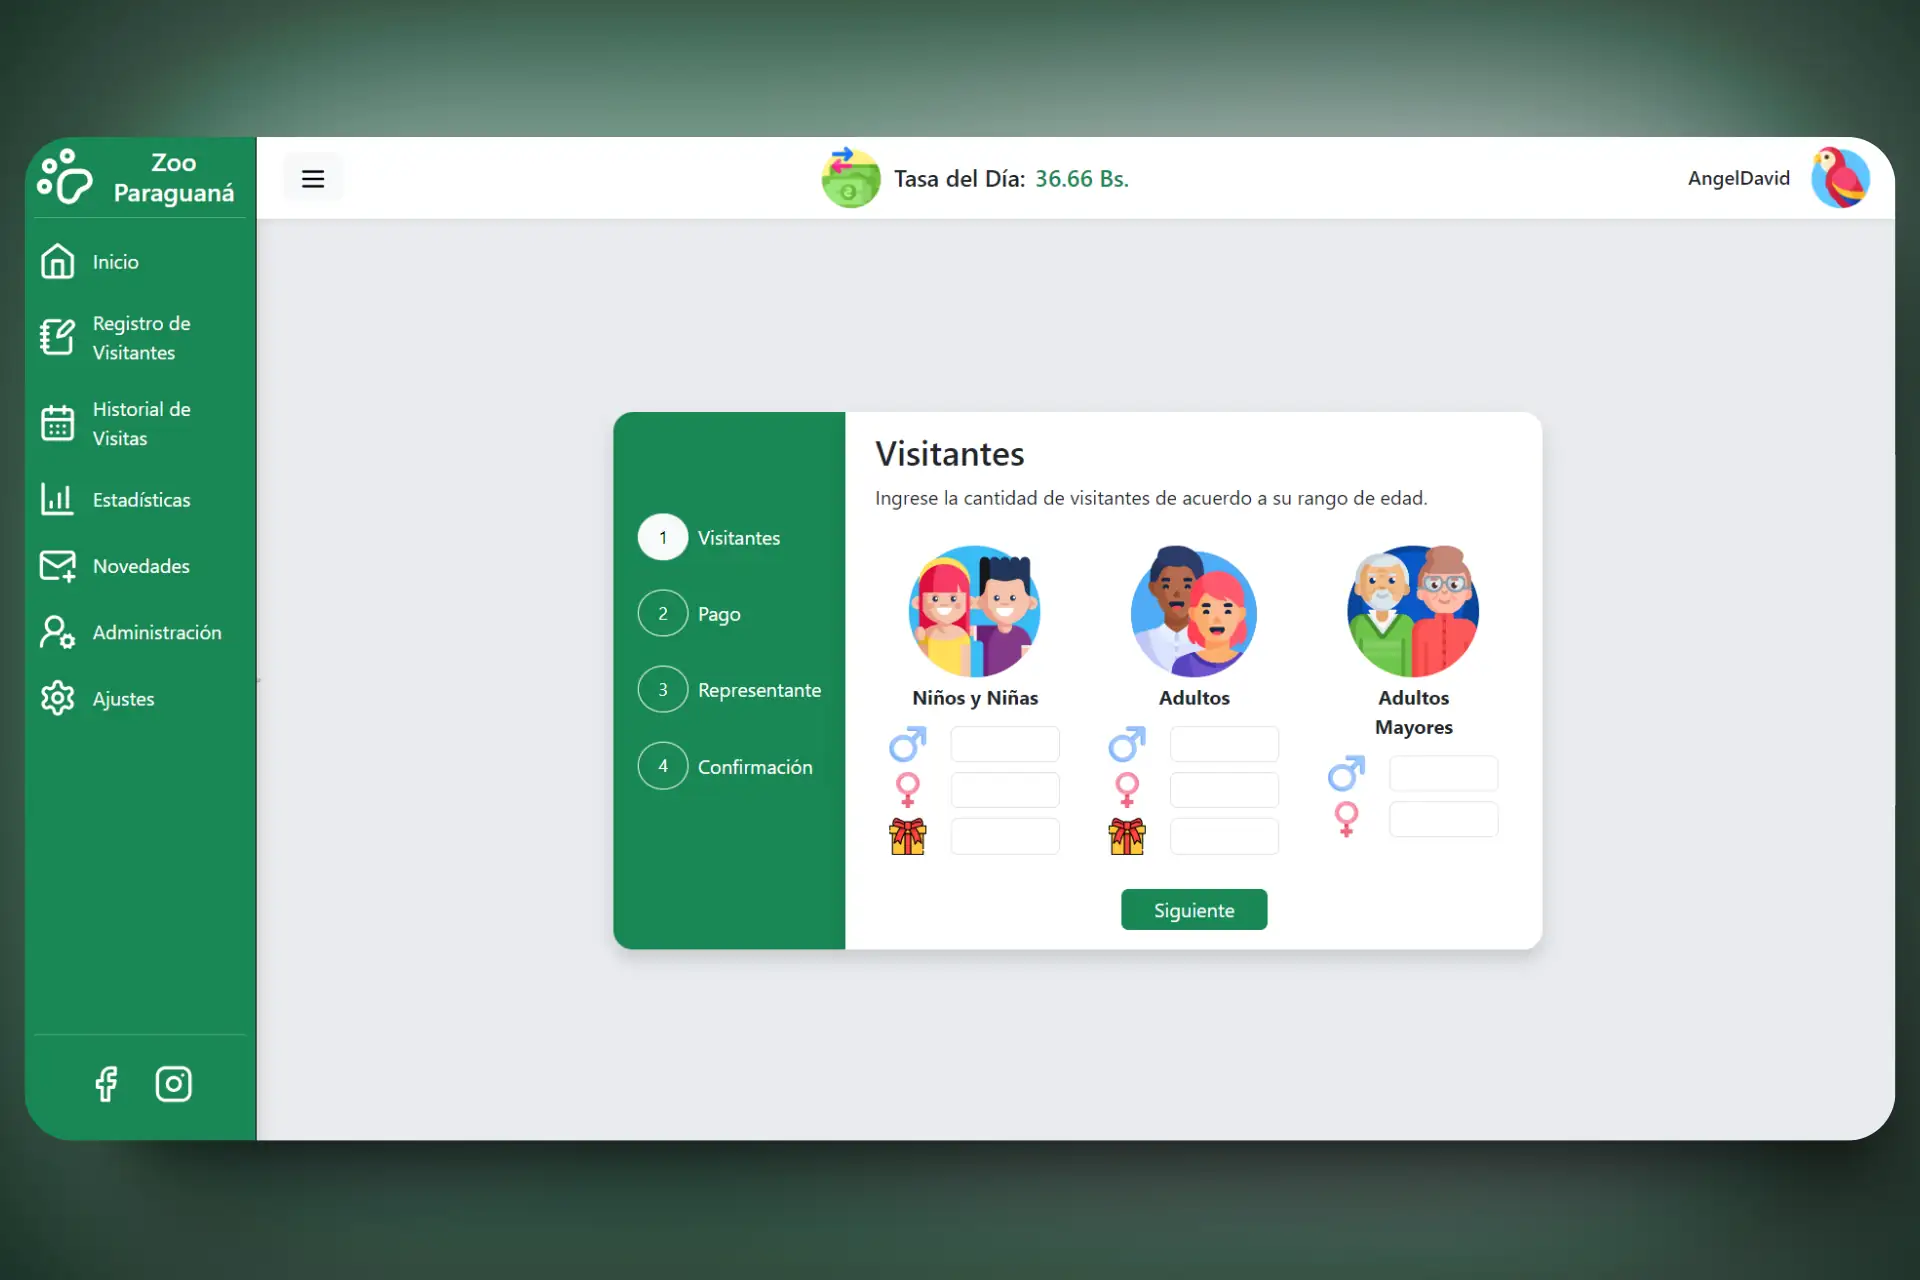 Zoo
Paraguaná
Tasa del Día: 36.66 Bs.
AngelDavid
Inicio
Registro de
Visitantes
Historial de
Visitas
Estadísticas
Novedades
Administración
Ajustes
1 Visitantes
2 Pago
3 Representante
4 Confirmación
Visitantes
Ingrese la cantidad de visitantes de acuerdo a su rango de edad.
Niños y Niñas
Adultos
Adultos
Mayores
Siguiente